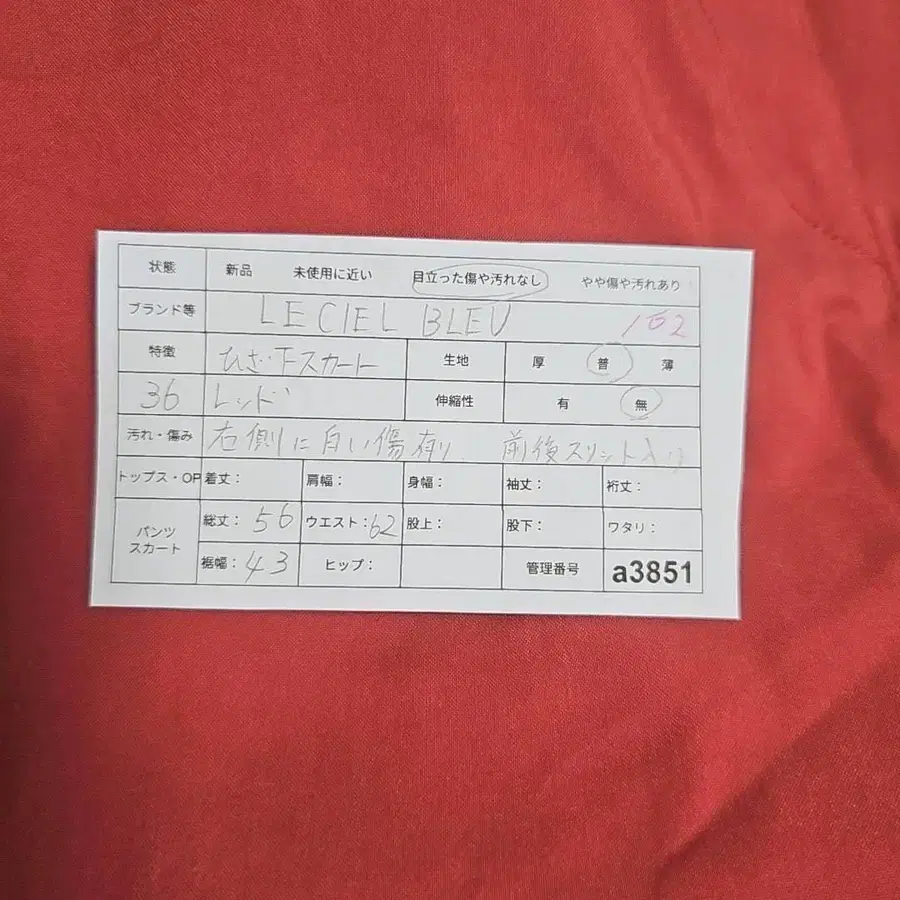 状態 新品 未使用に近い 目立った傷や汚れなし やや傷や汚れあり
ブランド等 LE CIEL BLEU 162
特徴 ひざ下スカート 生地 厚 普 薄
36 レッド 伸縮性 有 無
汚れ・傷み 右側に白い傷有り 前後スリット入り
トップス・OP 着丈： 肩幅： 身幅： 袖丈： 裄丈：
パンツ スカート 総丈： 56 ウエスト： 62 股上： 股下： ワタリ：
裾幅： 43 ヒップ： 管理番号 a3851